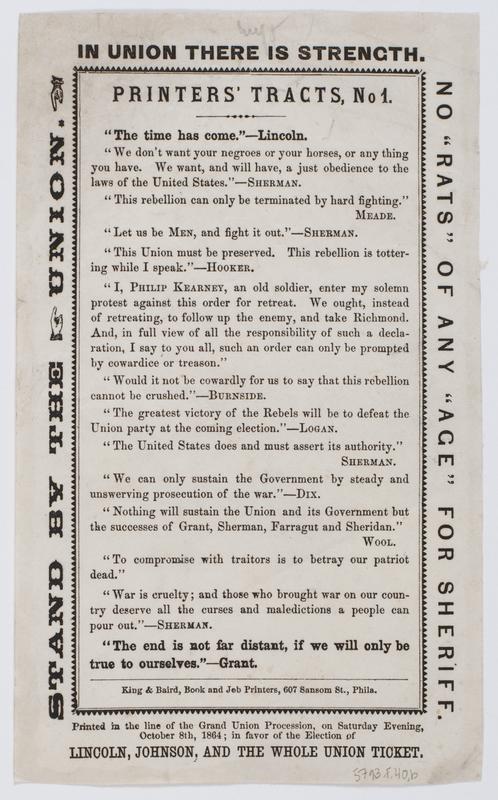 IN UNION THERE IS STRENGTH.
STAND BY THE UNION.
PRINTERS' TRACTS, No 1.
"The time has come."—Lincoln.
"We don't want your negroes or your horses, or any thing
you have. We want, and will have, a just obedience to the
laws of the United States."—SHERMAN.
"This rebellion can only be terminated by hard fighting."
MEADE.
"Let us be MEN, and fight it out."—SHERMAN.
"This Union must be preserved. This rebellion is totter-
ing while I speak."—HOOKER.
"I, PHILIP KEARNEY, an old soldier, enter my solemn
protest against this order for retreat. We ought, instead
of retreating, to follow up the enemy, and take Richmond.
And, in full view of all the responsibility of such a decla-
ration, I say to you all, such an order can only be prompted
by cowardice or treason."
"Would it not be cowardly for us to say that this rebellion
cannot be crushed."—BURNSIDE.
"The greatest victory of the Rebels will be to defeat the
Union party at the coming election."—LOGAN.
"The United States does and must assert its authority."
SHERMAN.
"We can only sustain the Government by steady and
unswerving prosecution of the war."—DIX.
"Nothing will sustain the Union and its Government but
the successes of Grant, Sherman, Farragut and Sheridan."
WOOL.
"To compromise with traitors is to betray our patriot
dead."
"War is cruelty; and those who brought war on our coun-
try deserve all the curses and maledictions a people can
pour out."—SHERMAN.
"The end is not far distant, if we will only be
true to ourselves."—Grant.
King & Baird, Book and Job Printers, 607 Sansom St., Phila.
NO "RATS" OF ANY "AGE" FOR SHERIFF.
Printed in the line of the Grand Union Procession, on Saturday Evening,
October 8th, 1864; in favor of the Election of
LINCOLN, JOHNSON, AND THE WHOLE UNION TICKET.
5793.F.40,b